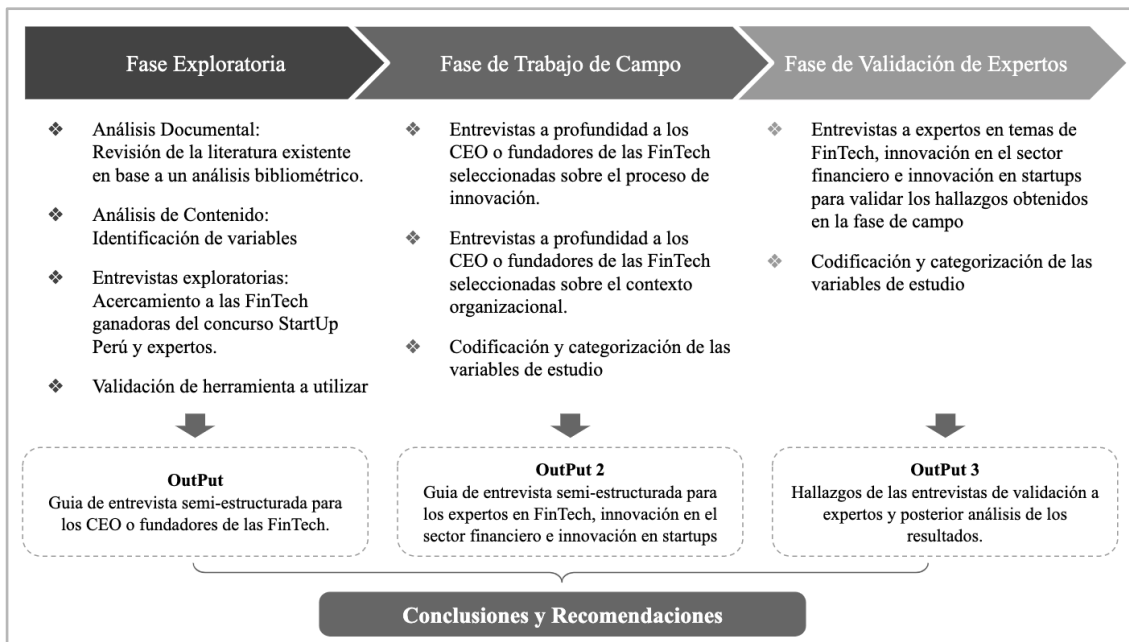 Fase Exploratoria
Fase de Trabajo de Campo
Fase de Validación de Expertos
Análisis Documental:
Revisión de la literatura existente
en base a un análisis bibliométrico.
Análisis de Contenido:
Identificación de variables
Entrevistas exploratorias:
Acercamiento a las FinTech
ganadoras del concurso StartUp
Perú y expertos.
Validación de herramienta a utilizar
Entrevistas a profundidad a los
CEO o fundadores de las FinTech
seleccionadas sobre el proceso de
innovación.
Entrevistas a profundidad a los
CEO o fundadores de las FinTech
seleccionadas sobre el contexto
organizacional.
Codificación y categorización de las
variables de estudio
Entrevistas a expertos en temas de
FinTech, innovación en el sector
financiero e innovación en startups
para validar los hallazgos obtenidos
en la fase de campo
Codificación y categorización de las
variables de estudio
OutPut
Guia de entrevista semi-estructurada para
los CEO o fundadores de las FinTech.
OutPut 2
Guia de entrevista semi-estructurada para
los expertos en FinTech, innovación en el
sector financiero e innovación en startups
OutPut 3
Hallazgos de las entrevistas de validación a
expertos y posterior análisis de los
resultados.
Conclusiones y Recomendaciones